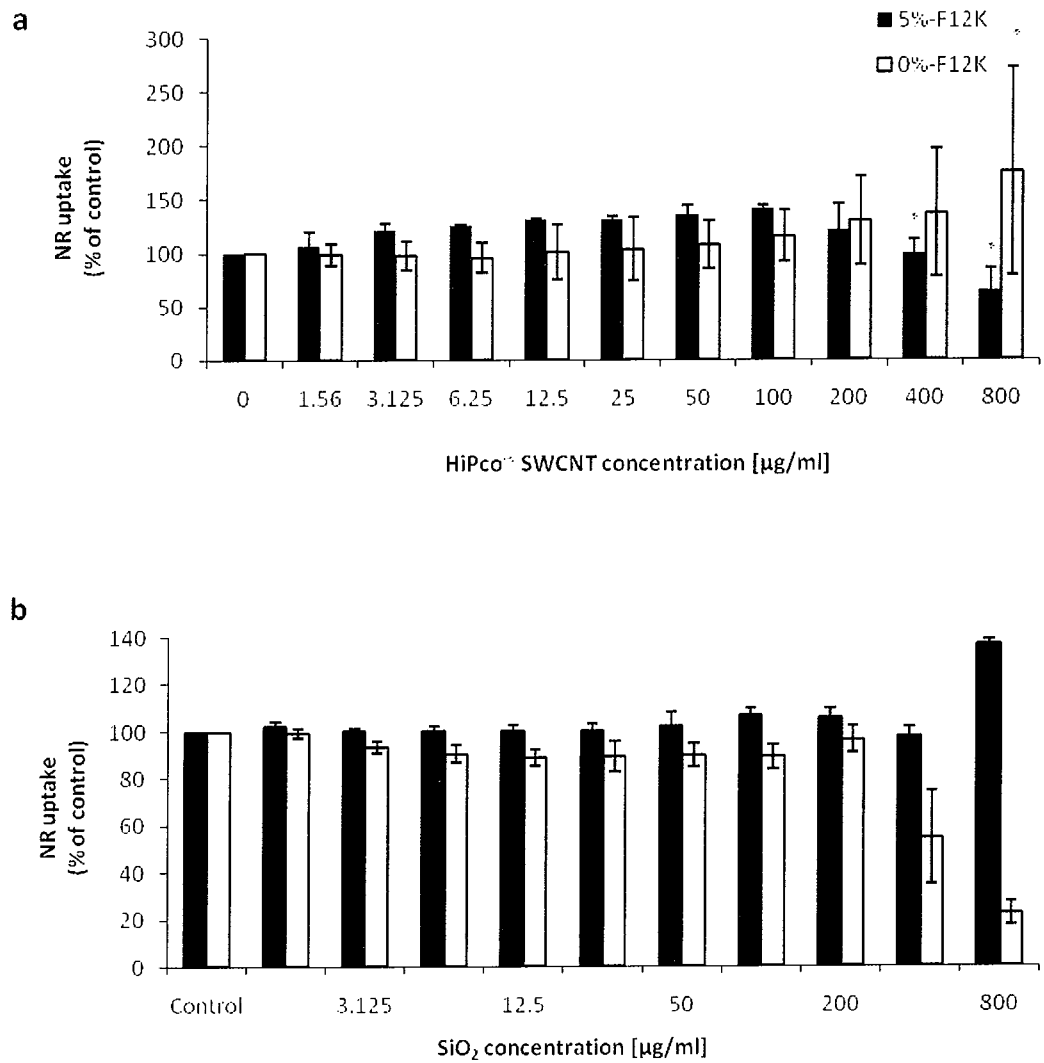 a
5%-F12K
0%-F12K
300
250
200
150
100
50
0
NR uptake
(% of control)
0 1.56 3.125 6.25 12.5 25 50 100 200 400 800
HiPco SWCNT concentration [µg/ml]
b
140
120
100
80
60
40
20
0
NR uptake
(% of control)
Control 3.125 12.5 50 200 800
SiO₂ concentration [µg/ml]